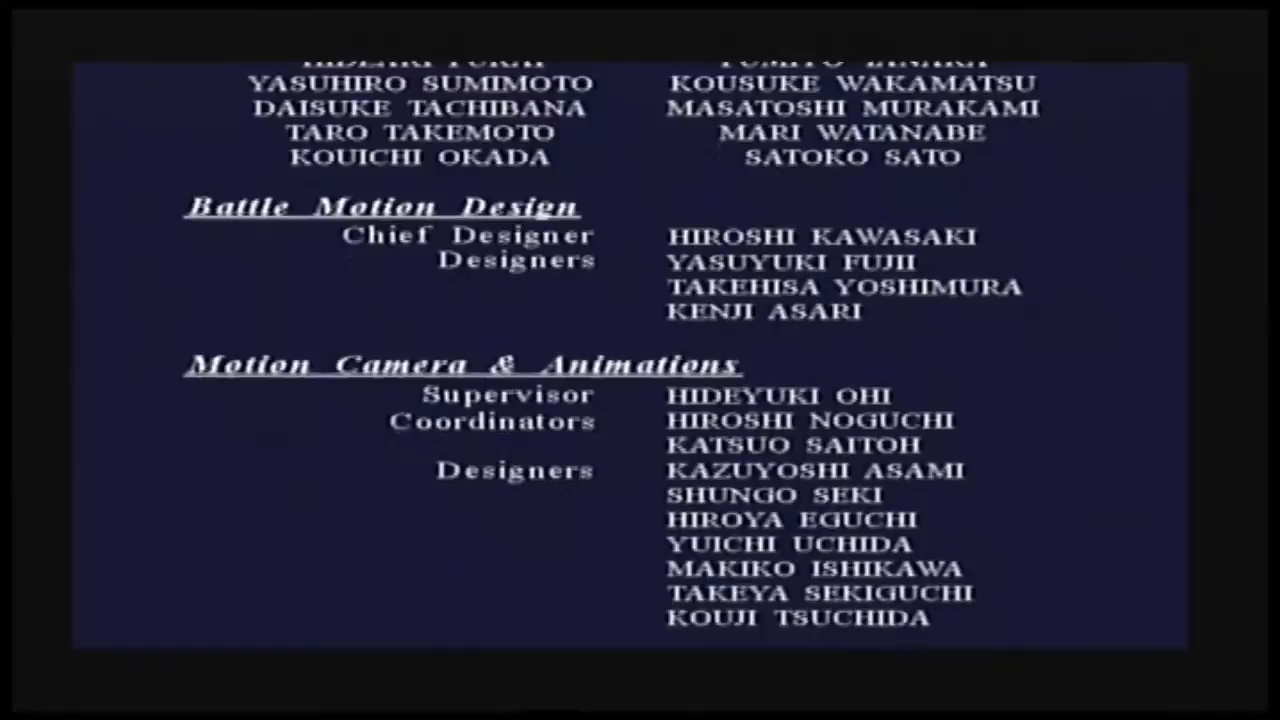 YASUHIRO SUMIMOTO KOUSUKE WAKAMATSU
DAISUKE TACHIBANA MASATOSHI MURAKAMI
TARO TAKEMOTO MARI WATANABE
KOUICHI OKADA SATOKO SATO
Battle Motion Design
Chief Designer HIROSHI KAWASAKI
Designers YASUYUKI FUJII
TAKEHISA YOSHIMURA
KENJI ASARI
Motion Camera & Animations
Supervisor HIDEYUKI OHI
Coordinators HIROSHI NOGUCHI
KATSUO SAITOH
Designers KAZUYOSHI ASAMI
SHUNGO SEKI
HIROYA EGUCHI
YUICHI UCHIDA
MAKIKO ISHIKAWA
TAKEYA SEKIGUCHI
KOUJI TSUCHIDA